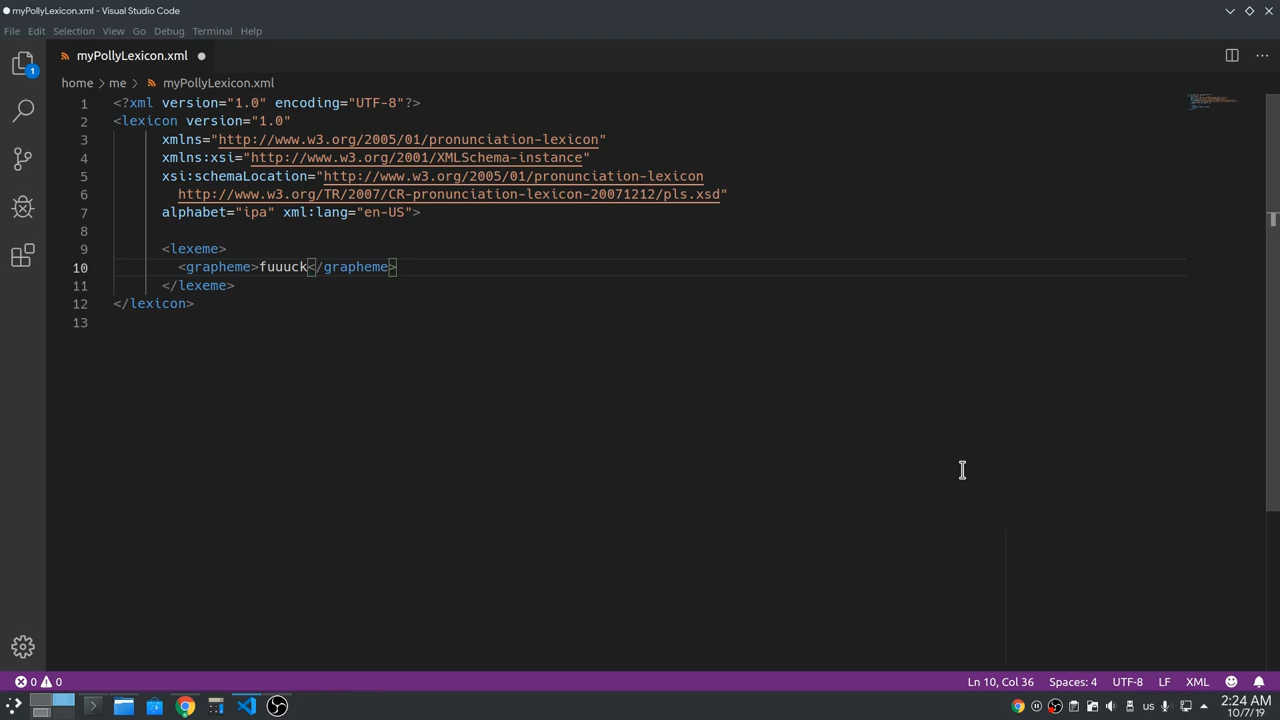 myPollyLexicon.xml - Visual Studio Code
File Edit Selection View Go Debug Terminal Help
myPollyLexicon.xml
home > me > myPollyLexicon.xml
1 <?xml version="1.0" encoding="UTF-8"?>
2 <lexicon version="1.0"
3 xmlns="http://www.w3.org/2005/01/pronunciation-lexicon"
4 xmlns:xsi="http://www.w3.org/2001/XMLSchema-instance"
5 xsi:schemaLocation="http://www.w3.org/2005/01/pronunciation-lexicon
6 http://www.w3.org/TR/2007/CR-pronunciation-lexicon-20071212/pls.xsd"
7 alphabet="ipa" xml:lang="en-US">
8
9 <lexeme>
10 <grapheme>fuuuck</grapheme>
11 </lexeme>
12 </lexicon>
13
1
0 0 Ln 10, Col 36 Spaces: 4 UTF-8 LF XML
us 2:24 AM
10/7/19